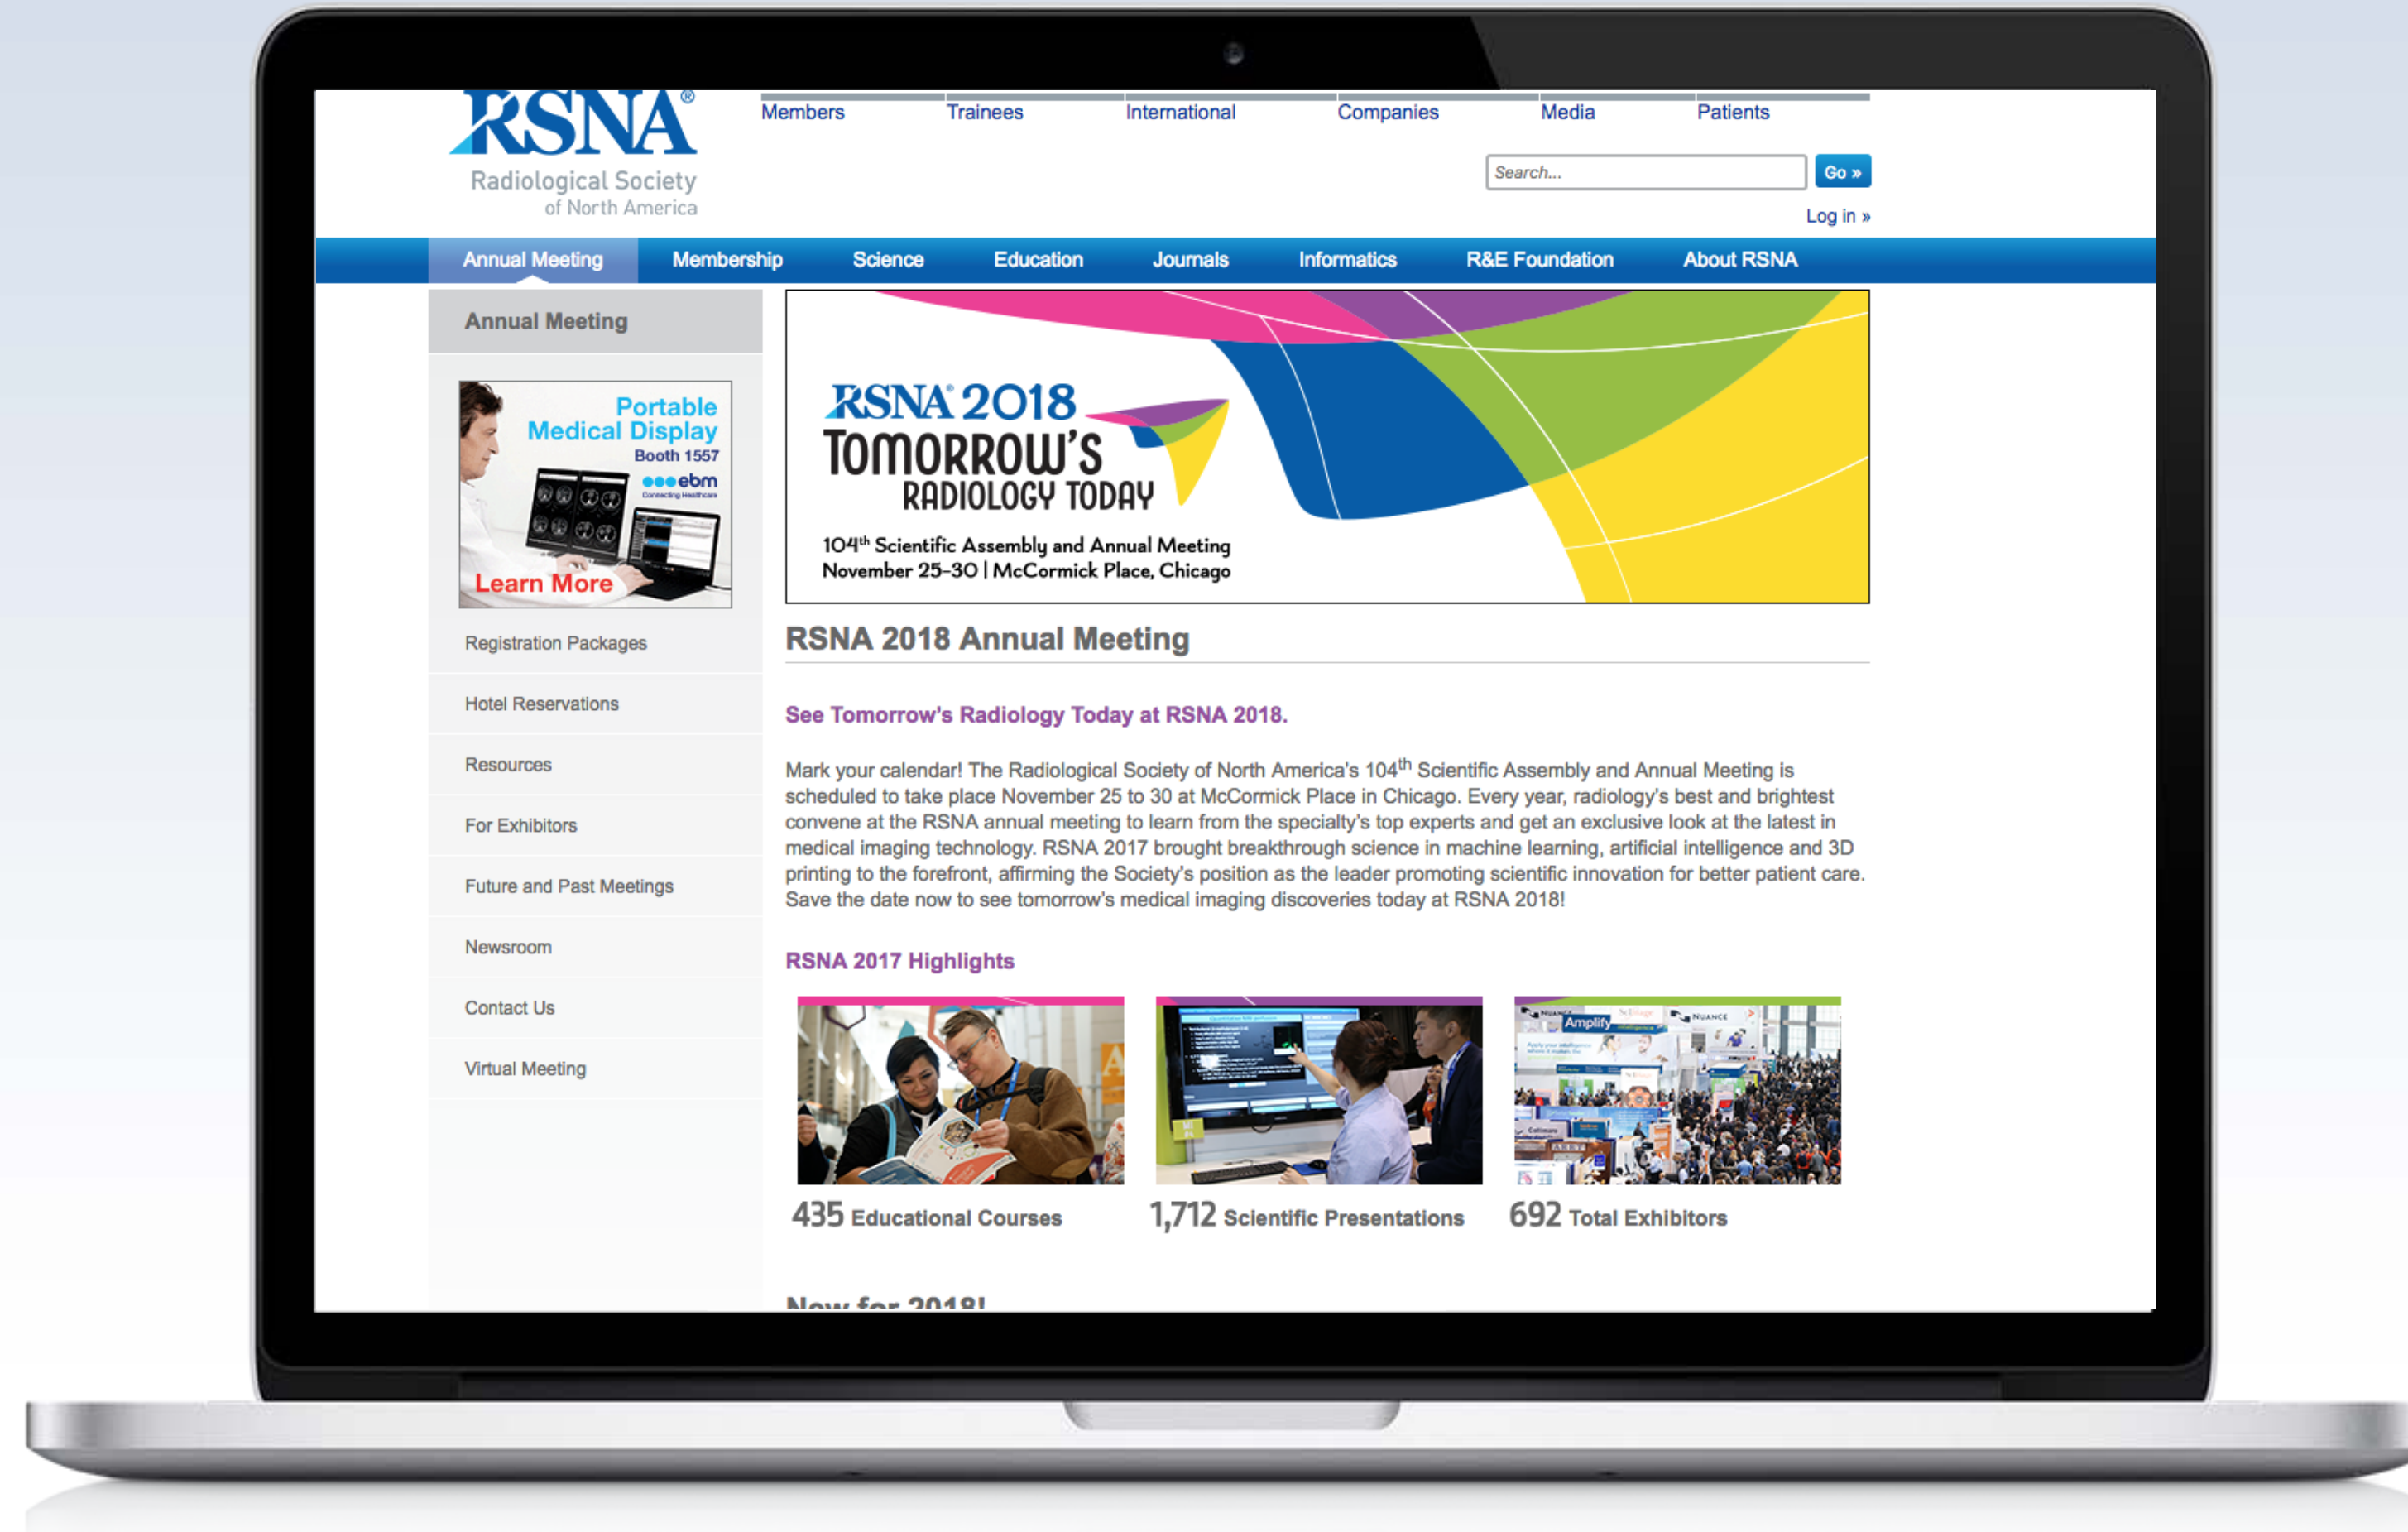 RSNA®
Radiological Society
of North America
Members
Trainees
International
Companies
Media
Patients
Search...
Go »
Log in »
Annual Meeting
Membership
Science
Education
Journals
Informatics
R&E Foundation
About RSNA
Annual Meeting
Portable
Medical Display
Booth 1557
ebm
Connecting Healthcare
Learn More
Registration Packages
Hotel Reservations
Resources
For Exhibitors
Future and Past Meetings
Newsroom
Contact Us
Virtual Meeting
RSNA® 2018
TOMORROW'S
RADIOLOGY TODAY
104th Scientific Assembly and Annual Meeting
November 25–30 | McCormick Place, Chicago
RSNA 2018 Annual Meeting
See Tomorrow's Radiology Today at RSNA 2018.
Mark your calendar! The Radiological Society of North America's 104th Scientific Assembly and Annual Meeting is
scheduled to take place November 25 to 30 at McCormick Place in Chicago. Every year, radiology's best and brightest
convene at the RSNA annual meeting to learn from the specialty's top experts and get an exclusive look at the latest in
medical imaging technology. RSNA 2017 brought breakthrough science in machine learning, artificial intelligence and 3D
printing to the forefront, affirming the Society's position as the leader promoting scientific innovation for better patient care.
Save the date now to see tomorrow's medical imaging discoveries today at RSNA 2018!
RSNA 2017 Highlights
NUANCE
Amplify
NUANCE
435 Educational Courses
1,712 Scientific Presentations
692 Total Exhibitors
New for 2018!